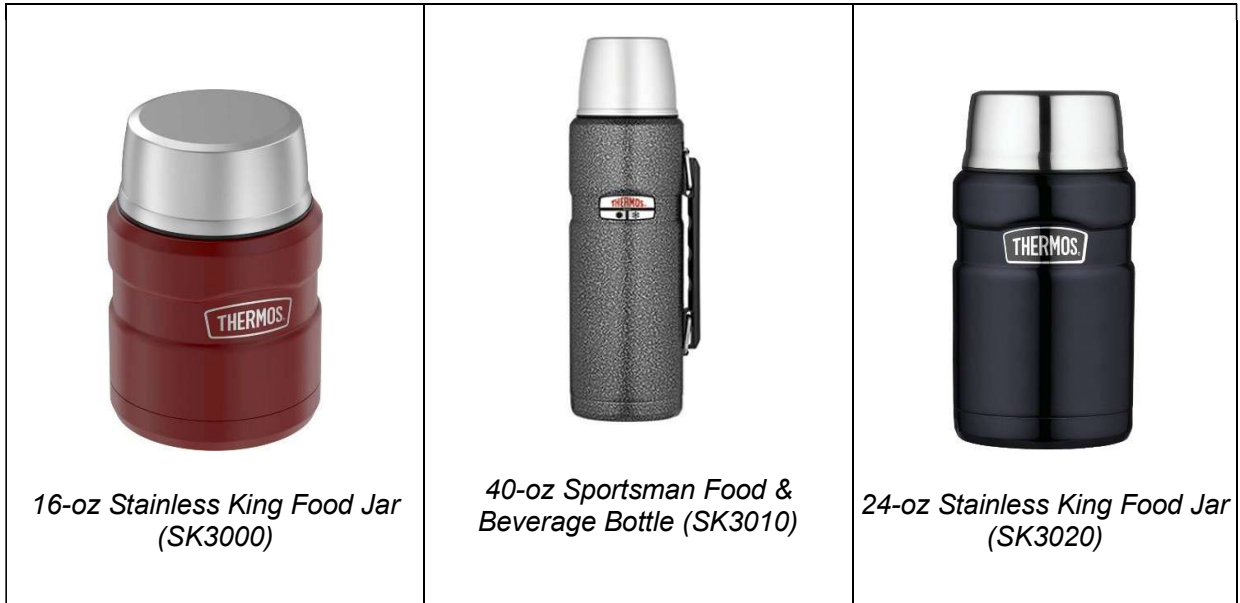 THERMOS
THERMOS
THERMOS
16-oz Stainless King Food Jar
(SK3000)
40-oz Sportsman Food &
Beverage Bottle (SK3010)
24-oz Stainless King Food Jar
(SK3020)